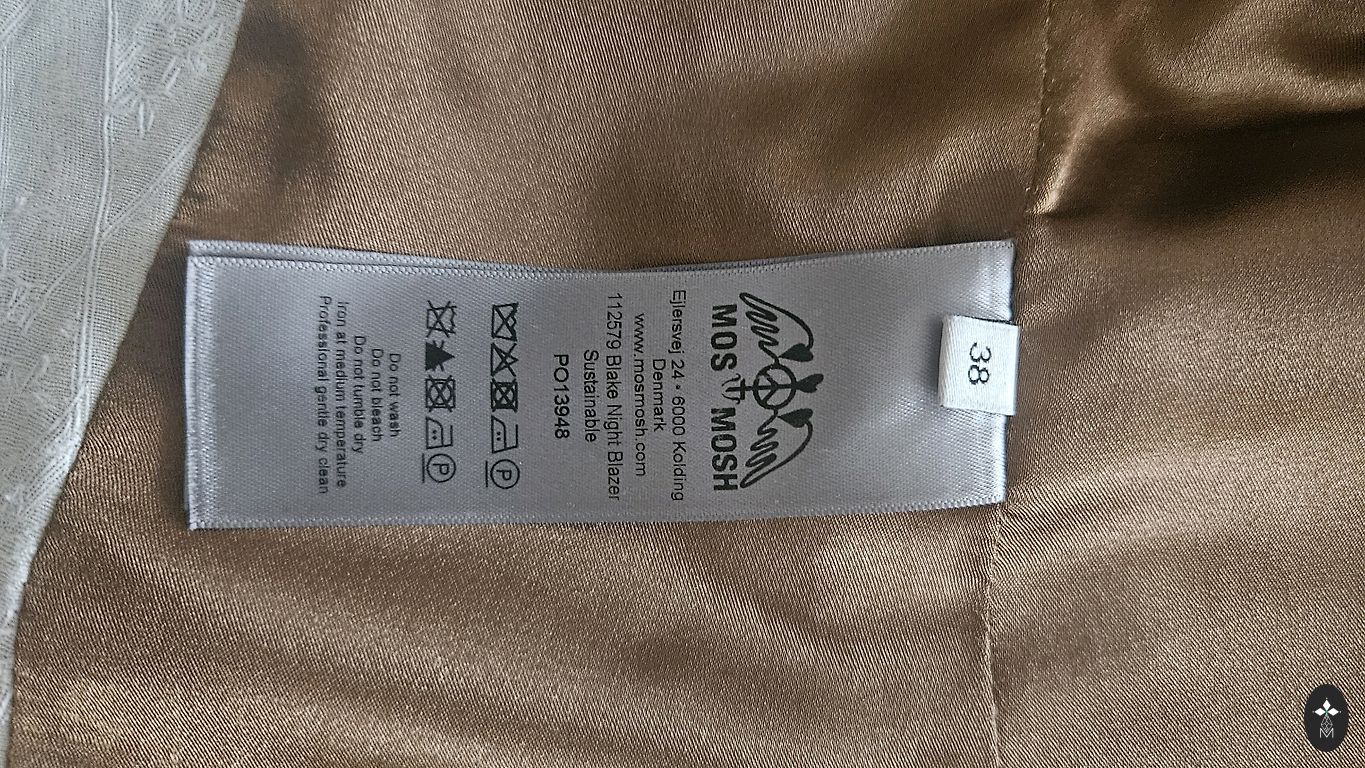 38
MOS MOSH
Ejlersvej 24 • 6000 Kolding
Denmark
www.mosmosh.com
112579 Blake Night Blazer
Sustainable
PO13948
P
P
Do not wash
Do not bleach
Do not tumble dry
Iron at medium temperature
Professional gentle dry clean
M